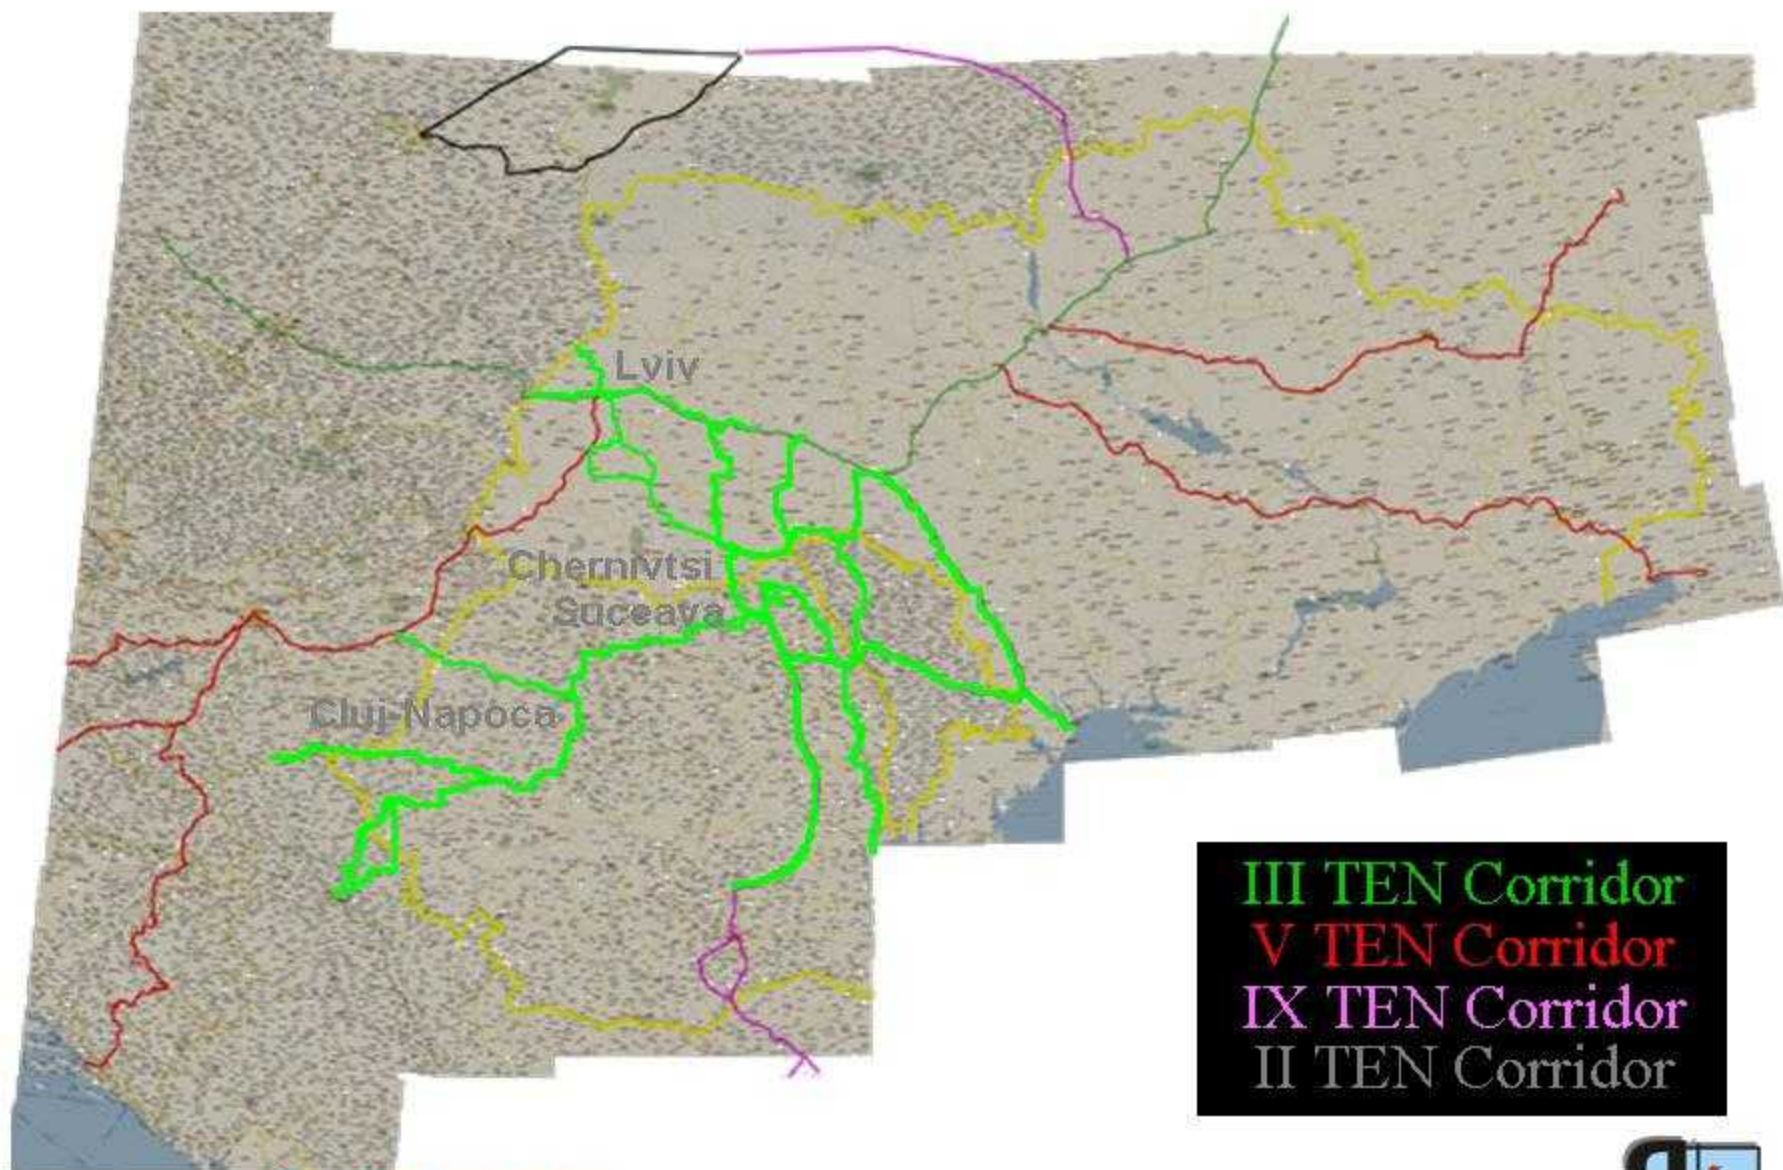 Lviv
Chernivtsi
Suceava
Cluj-Napoca
III TEN Corridor
V TEN Corridor
IX TEN Corridor
II TEN Corridor